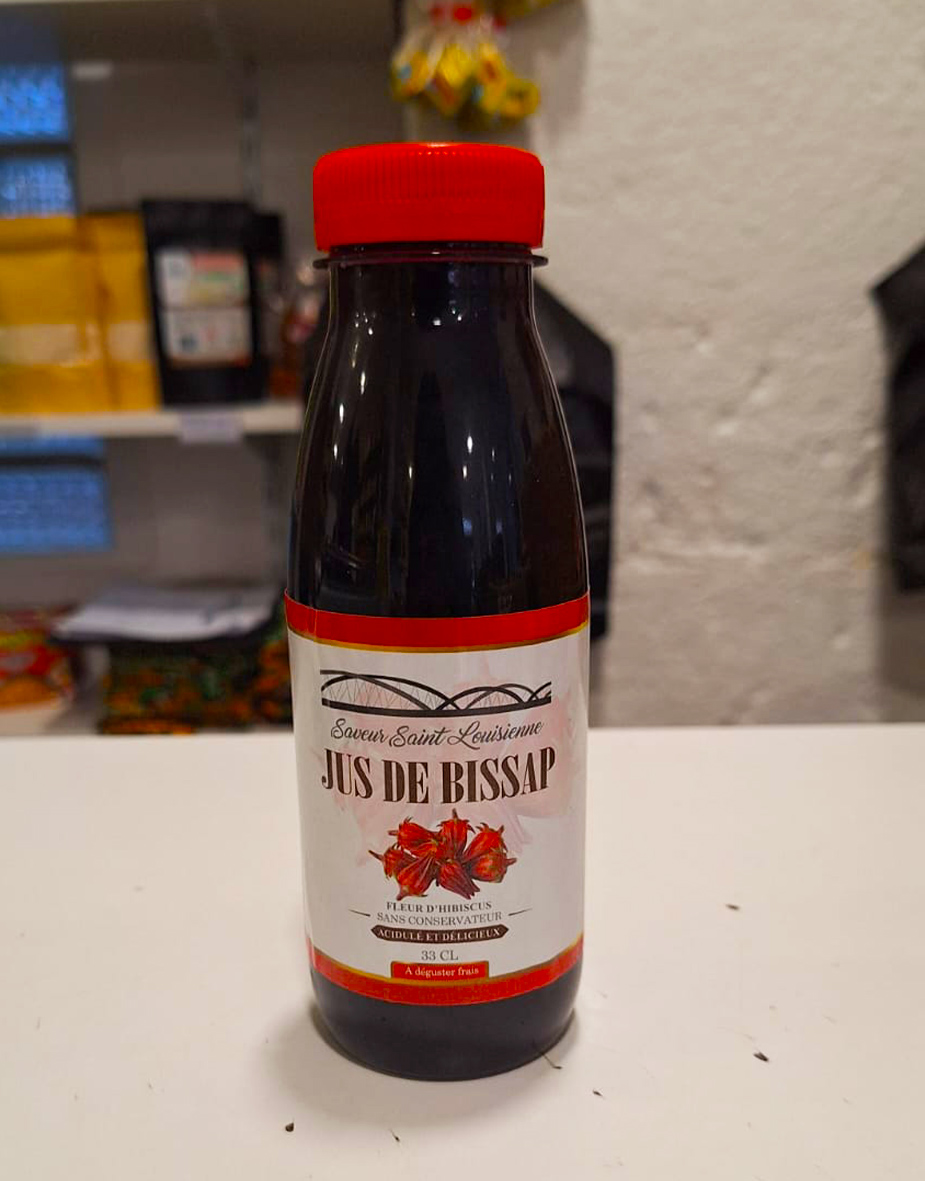 Saveur Saint Louisienne
JUS DE BISSAP
FLEUR D'HIBISCUS
SANS CONSERVATEUR
ACIDULÉ ET DÉLICIEUX
33 CL
A déguster frais